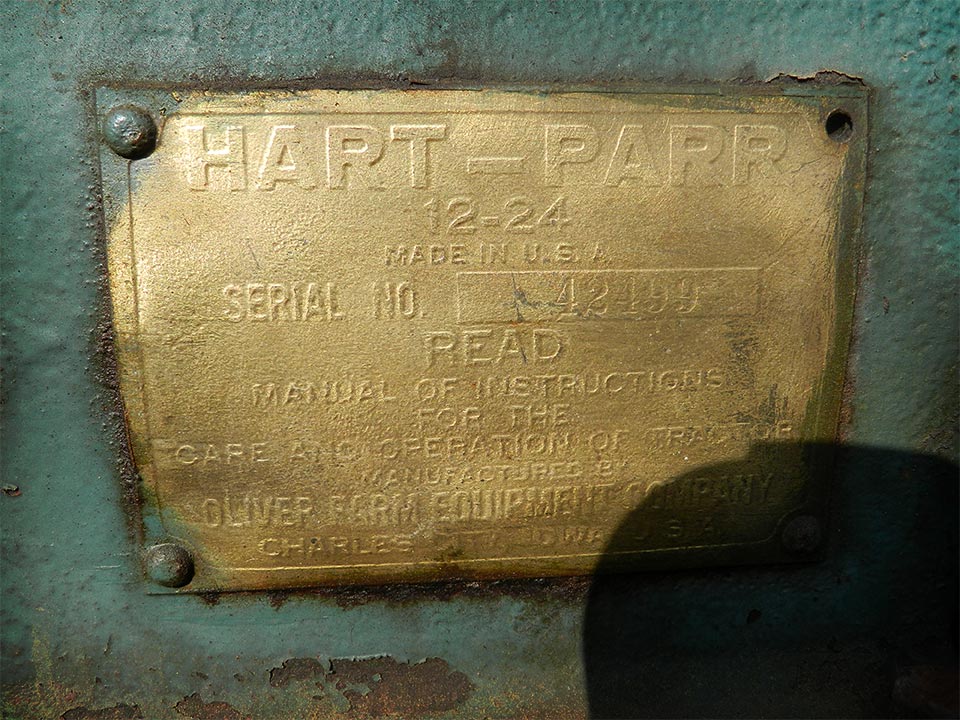 HART-PARR
12-24
MADE IN U.S.A.
SERIAL NO. 42499
READ
MANUAL OF INSTRUCTIONS
FOR THE
CARE AND OPERATION OF TRACTOR
MANUFACTURED BY
OLIVER FARM EQUIPMENT COMPANY
CHARLES CITY, IOWA, U.S.A.